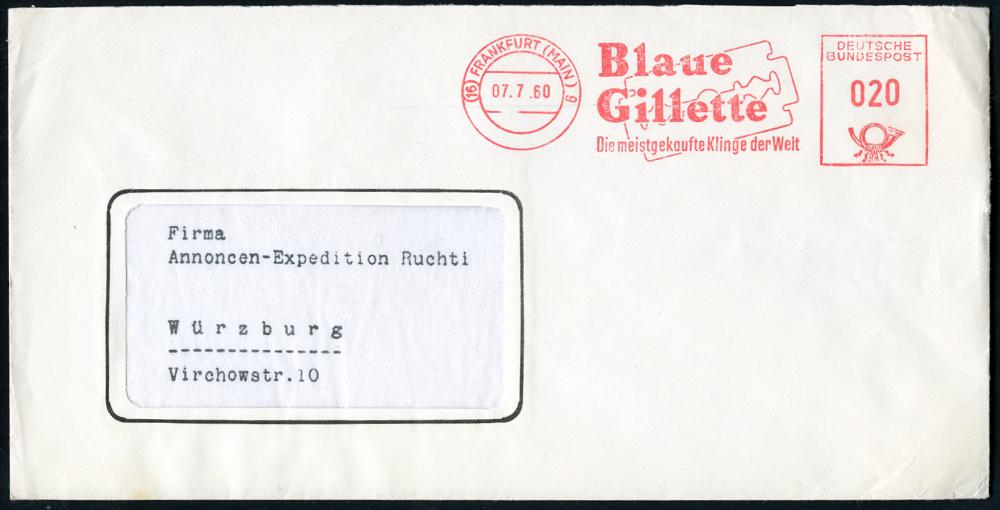 (16) FRANKFURT (MAIN) 9
07.7.60
Blaue
Gillette
Die meistgekaufte Klinge der Welt
DEUTSCHE
BUNDESPOST
020
Firma
Annoncen-Expedition Ruchti
Würzburg
Virchowstr.10